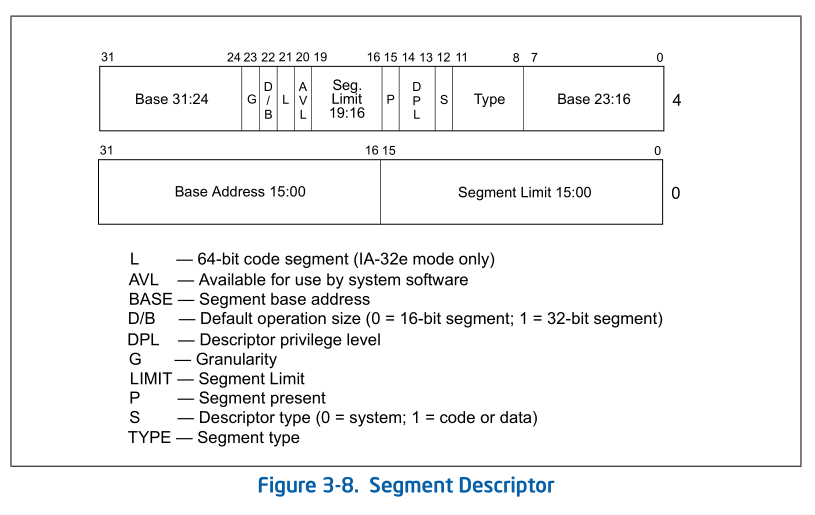 31 24 23 22 21 20 19 16 15 14 13 12 11 8 7 0
Base 31:24 G D/B L AVL Seg. Limit 19:16 P DPL S Type Base 23:16 4
31 16 15 0
Base Address 15:00 Segment Limit 15:00 0
L — 64-bit code segment (IA-32e mode only)
AVL — Available for use by system software
BASE — Segment base address
D/B — Default operation size (0 = 16-bit segment; 1 = 32-bit segment)
DPL — Descriptor privilege level
G — Granularity
LIMIT — Segment Limit
P — Segment present
S — Descriptor type (0 = system; 1 = code or data)
TYPE — Segment type
Figure 3-8. Segment Descriptor